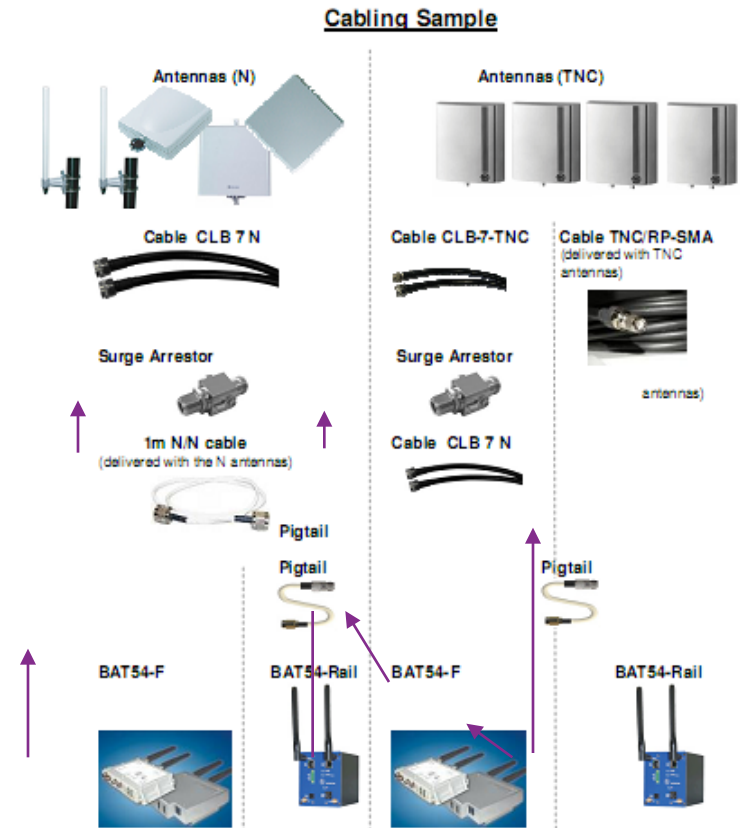 Cabling Sample
Antennas (N)
Antennas (TNC)
Cable CLB 7 N
Cable CLB-7-TNC
Cable TNC/RP-SMA
(delivered with TNC
antennas)
Surge Arrestor
Surge Arrestor
antennas)
1m N/N cable
(delivered with the N antennas)
Cable CLB 7 N
Pigtail
Pigtail
Pigtail
BAT54-F
BAT54-Rail
BAT54-F
BAT54-Rail